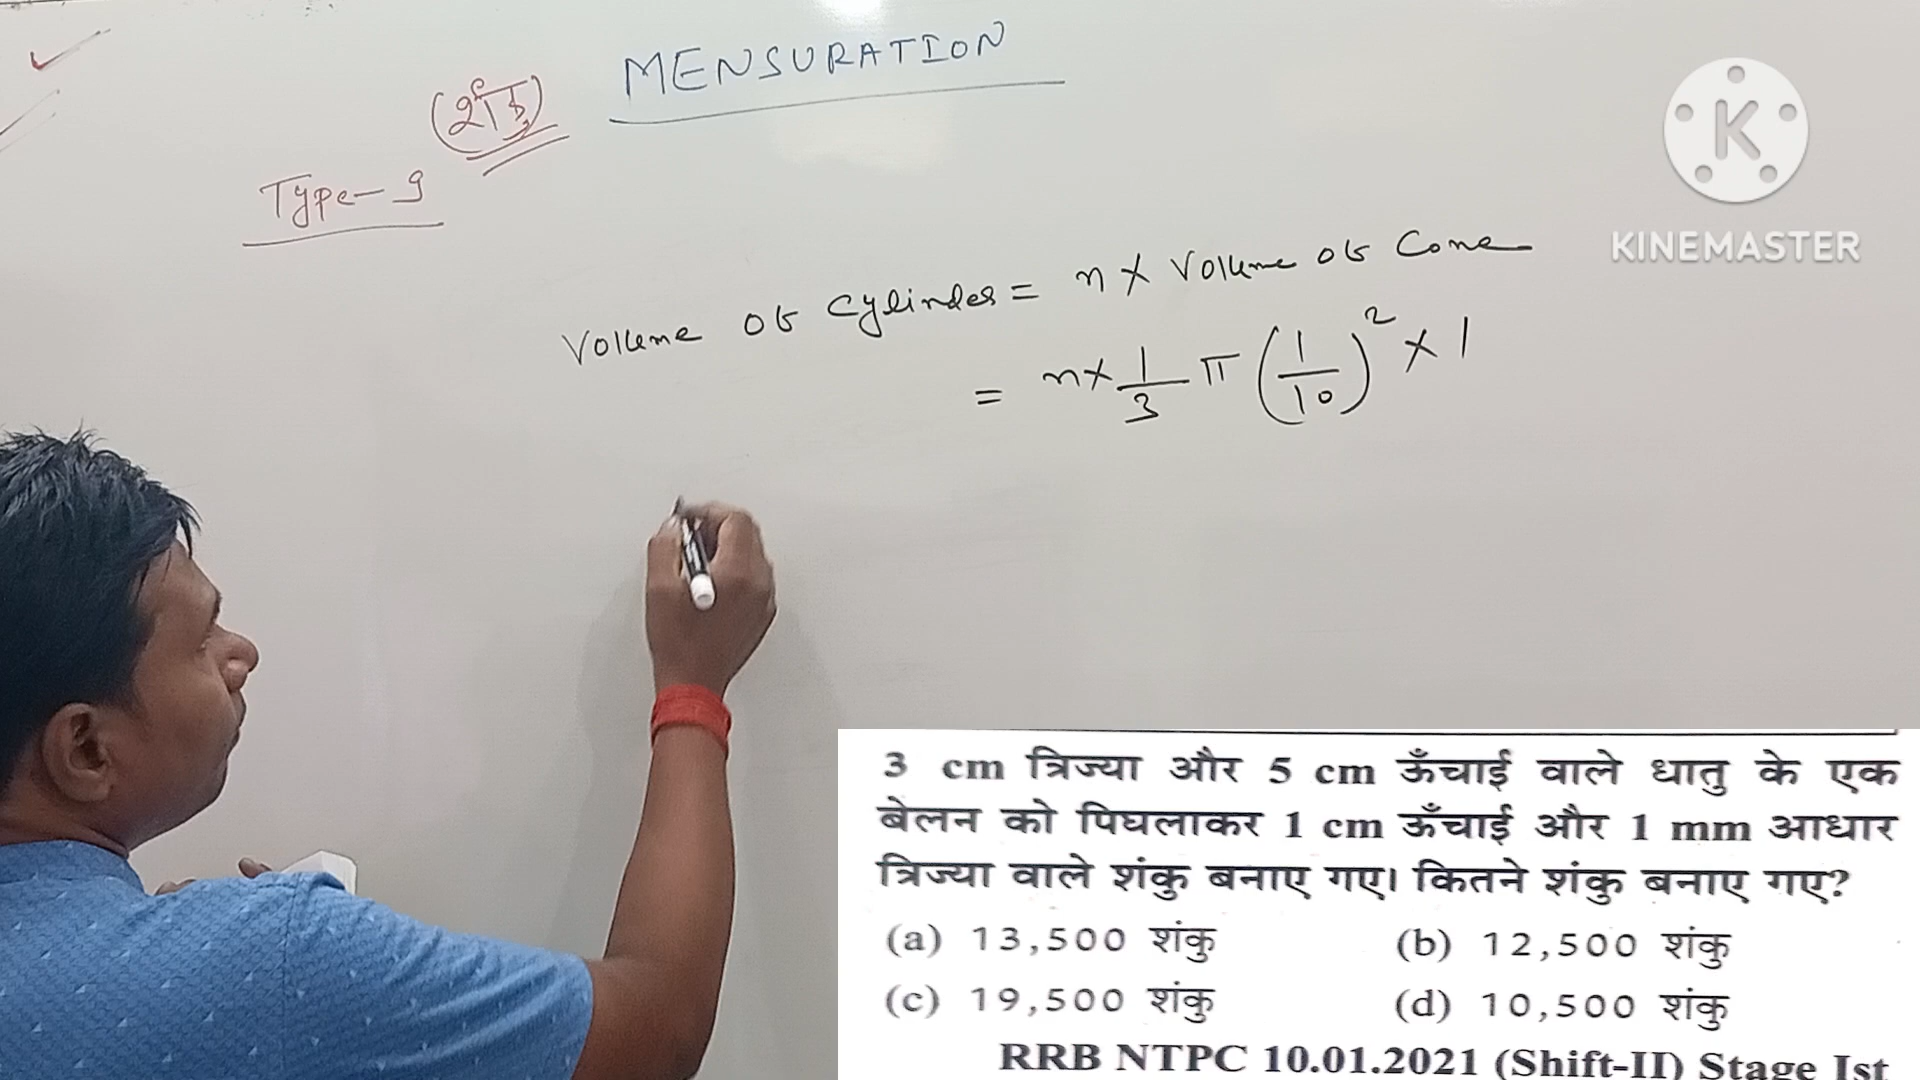 MENSURATION
Type-9
Volume of Cylinder = n × Volume of Cone
= n × 1/3 π (1/10)² × 1
K
KINEMASTER
3 cm त्रिज्या और 5 cm ऊँचाई वाले धातु के एक
बेलन को पिघलाकर 1 cm ऊँचाई और 1 mm आधार
त्रिज्या वाले शंकु बनाए गए। कितने शंकु बनाए गए?
(a) 13,500 शंकु (b) 12,500 शंकु
(c) 19,500 शंकु (d) 10,500 शंकु
RRB NTPC 10.01.2021 (Shift-II) Stage Ist